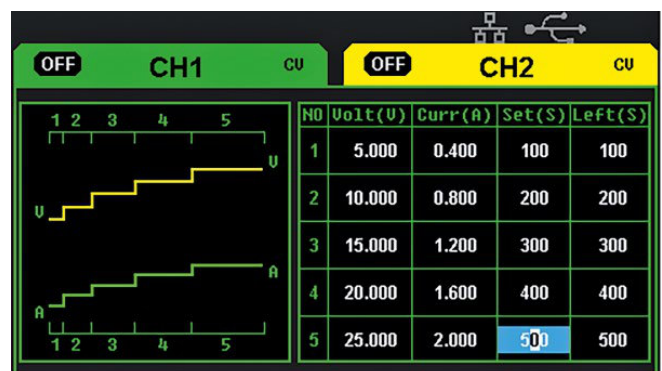 OFF CH1 CV
OFF CH2 CV
1 2 3 4 5
V
V
A
A
1 2 3 4 5
NO Volt(V) Curr(A) Set(S) Left(S)
1 5.000 0.400 100 100
2 10.000 0.800 200 200
3 15.000 1.200 300 300
4 20.000 1.600 400 400
5 25.000 2.000 500 500